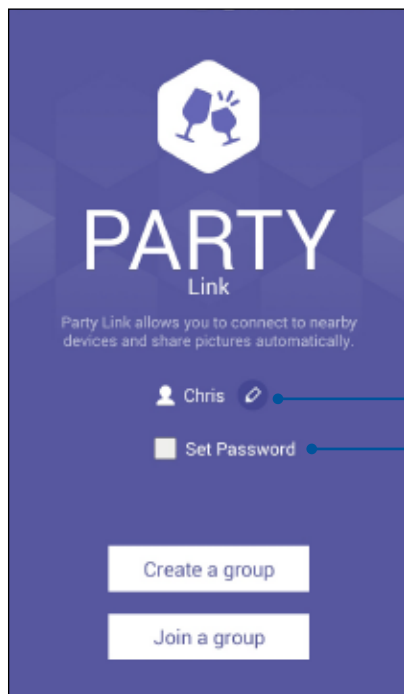 PARTY
Link
Party Link allows you to connect to nearby
devices and share pictures automatically.
Chris
Set Password
Create a group
Join a group